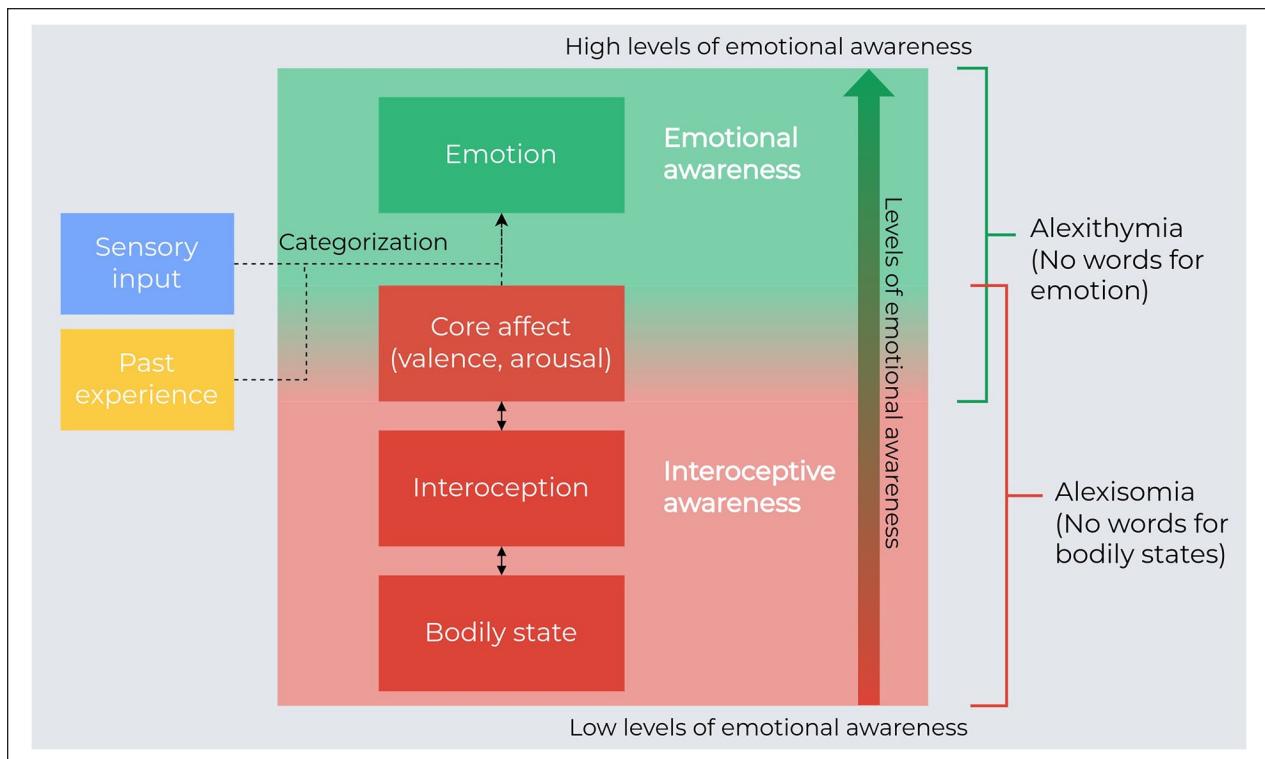 High levels of emotional awareness
Emotion
Emotional
awareness
Sensory
input
Categorization
Levels of emotional awareness
Alexithymia
(No words for
emotion)
Core affect
(valence, arousal)
Past
experience
Interoception
Interoceptive
awareness
Alexisomia
(No words for
bodily states)
Bodily state
Low levels of emotional awareness